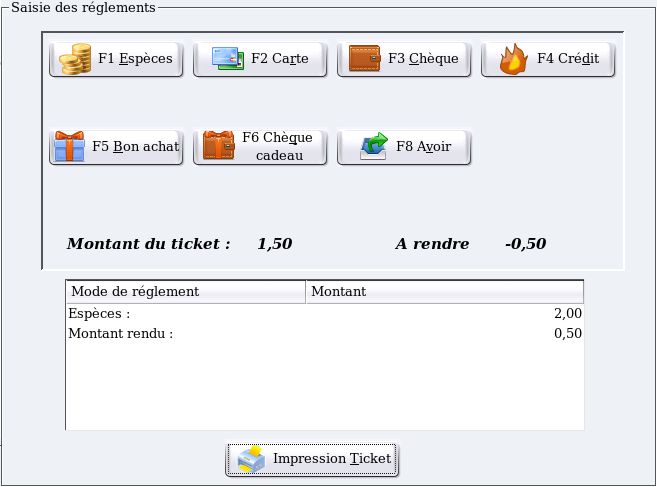 Saisie des réglements
F1 Espèces
F2 Carte
F3 Chèque
F4 Crédit
F5 Bon achat
F6 Chèque
cadeau
F8 Avoir
Montant du ticket : 1,50 A rendre -0,50
Mode de réglement Montant
Espèces : 2,00
Montant rendu : 0,50
Impression Ticket